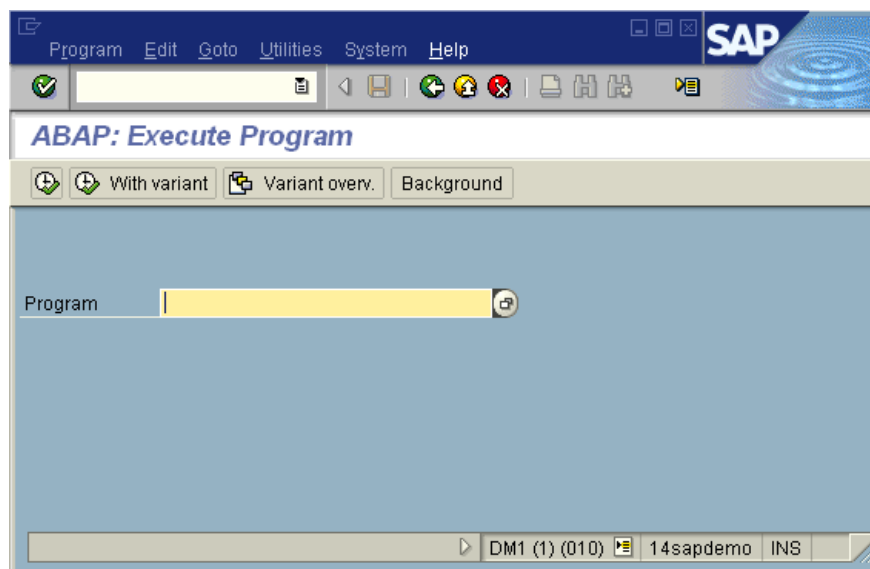 Program Edit Goto Utilities System Help
SAP
ABAP: Execute Program
With variant Variant overv. Background
Program
DM1 (1) (010) 14sapdemo INS